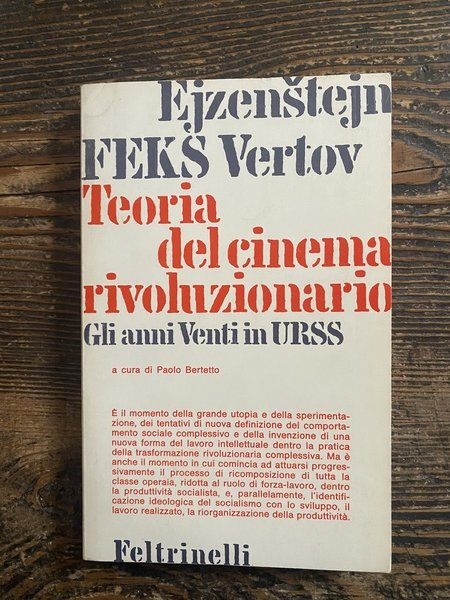 Ejzenštejn
FEKS Vertov
Teoria
del cinema
rivoluzionario
Gli anni Venti in URSS
a cura di Paolo Bertetto
È il momento della grande utopia e della sperimenta-
zione, dei tentativi di nuova definizione del comporta-
mento sociale complessivo e della invenzione di una
nuova forma del lavoro intellettuale dentro la pratica
della trasformazione rivoluzionaria complessiva. Ma è
anche il momento in cui comincia ad attuarsi progres-
sivamente il processo di ricomposizione di tutta la
classe operaia, ridotta al ruolo di forza-lavoro, dentro
la produttività socialista, e, parallelamente, l'identifi-
cazione ideologica del socialismo con lo sviluppo, il
lavoro realizzato, la riorganizzazione della produttività.
Feltrinelli